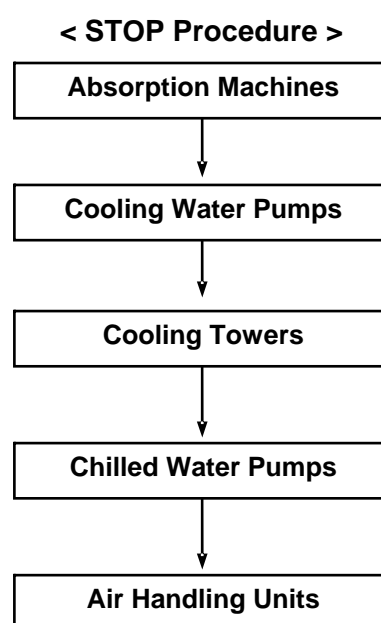 < STOP Procedure >
Absorption Machines
Cooling Water Pumps
Cooling Towers
Chilled Water Pumps
Air Handling Units